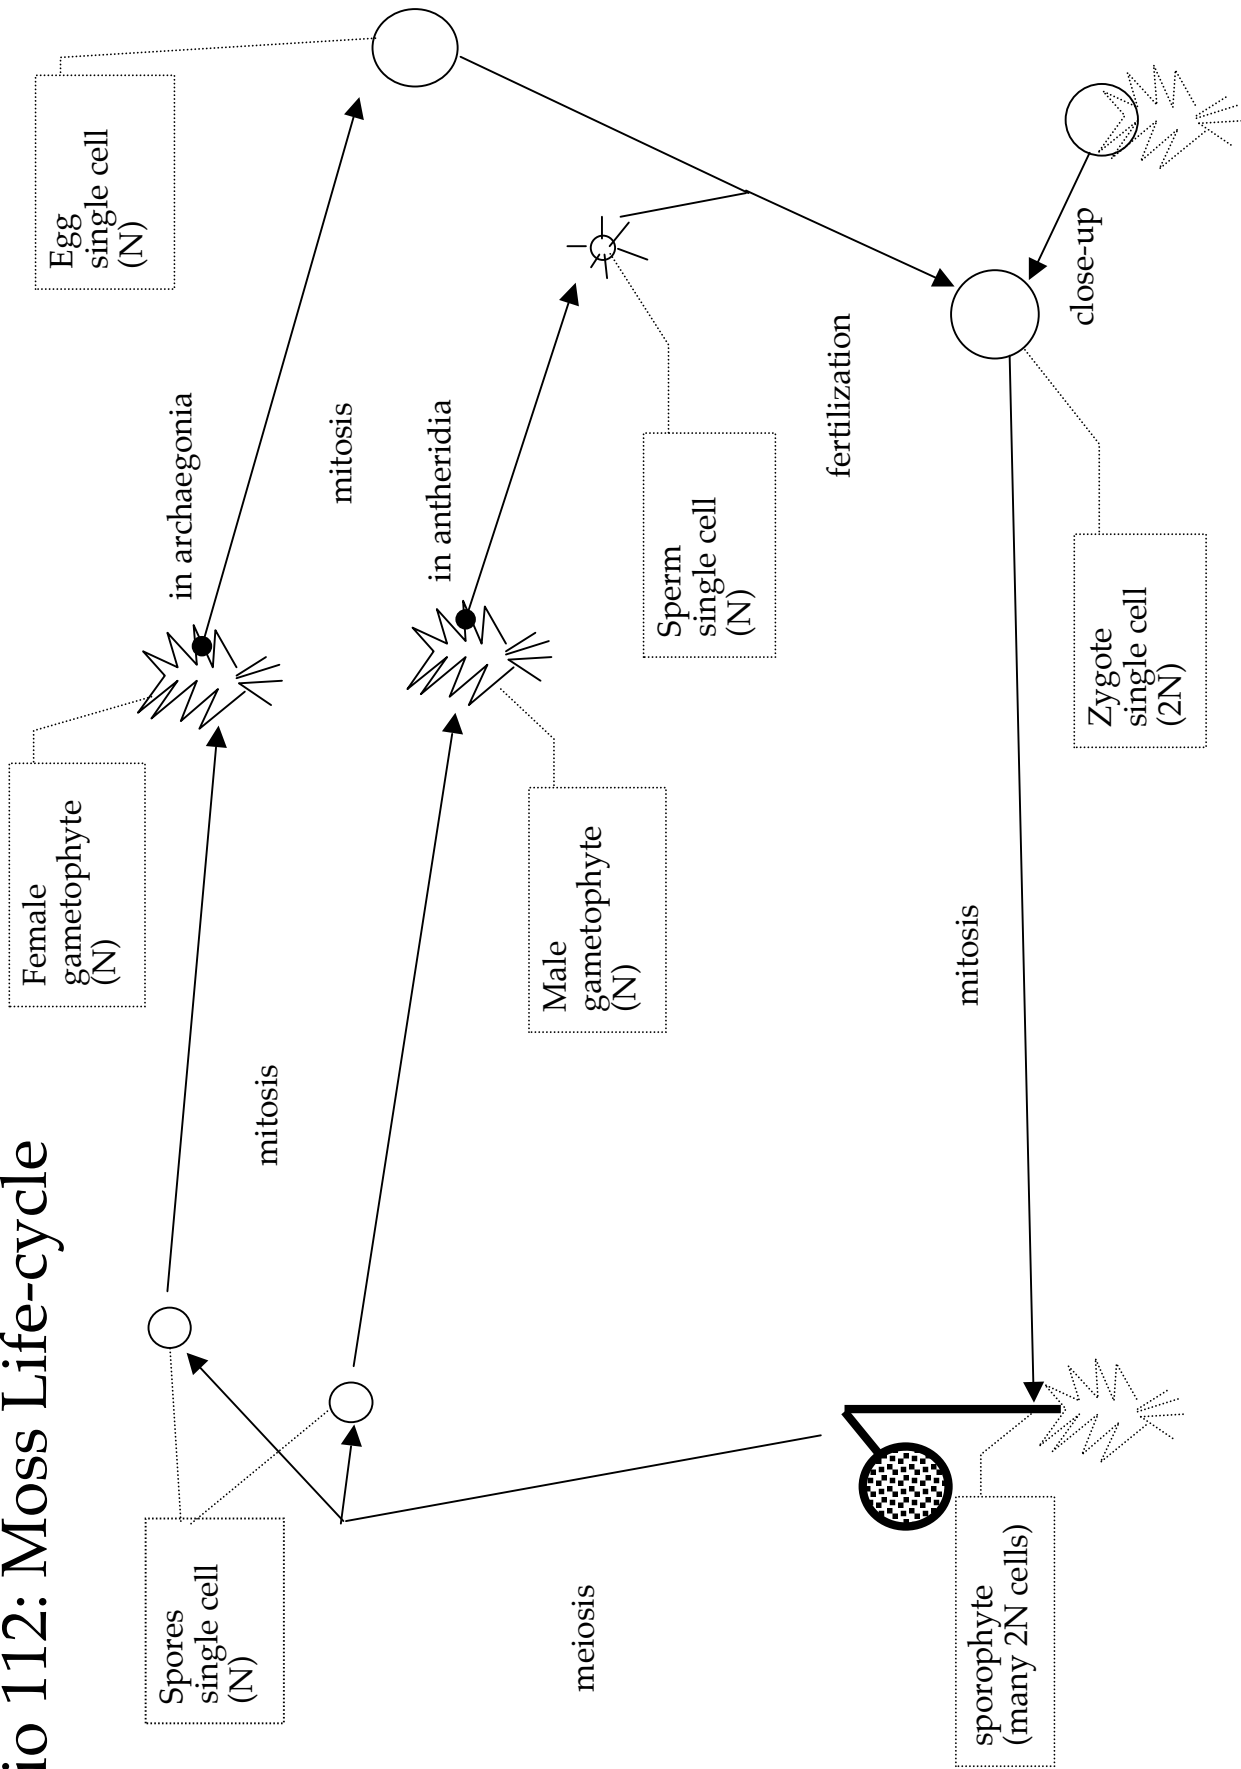 io 112: Moss Life-cycle
Spores
single cell
(N)
mitosis
Female
gametophyte
(N)
in archaegonia
Egg
single cell
(N)
mitosis
in antheridia
Male
gametophyte
(N)
Sperm
single cell
(N)
meiosis
fertilization
sporophyte
(many 2N cells)
mitosis
Zygote
single cell
(2N)
close-up